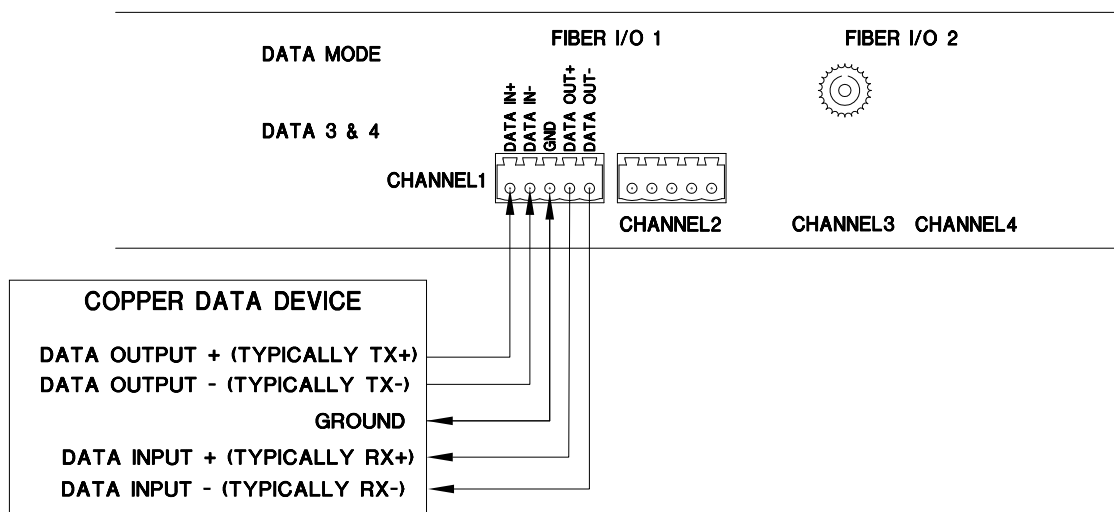 DATA MODE
FIBER I/O 1
FIBER I/O 2
DATA 3 & 4
DATA IN+
DATA IN-
GND
DATA OUT+
DATA OUT-
CHANNEL1
CHANNEL2
CHANNEL3
CHANNEL4
COPPER DATA DEVICE
DATA OUTPUT + (TYPICALLY TX+)
DATA OUTPUT - (TYPICALLY TX-)
GROUND
DATA INPUT + (TYPICALLY RX+)
DATA INPUT - (TYPICALLY RX-)